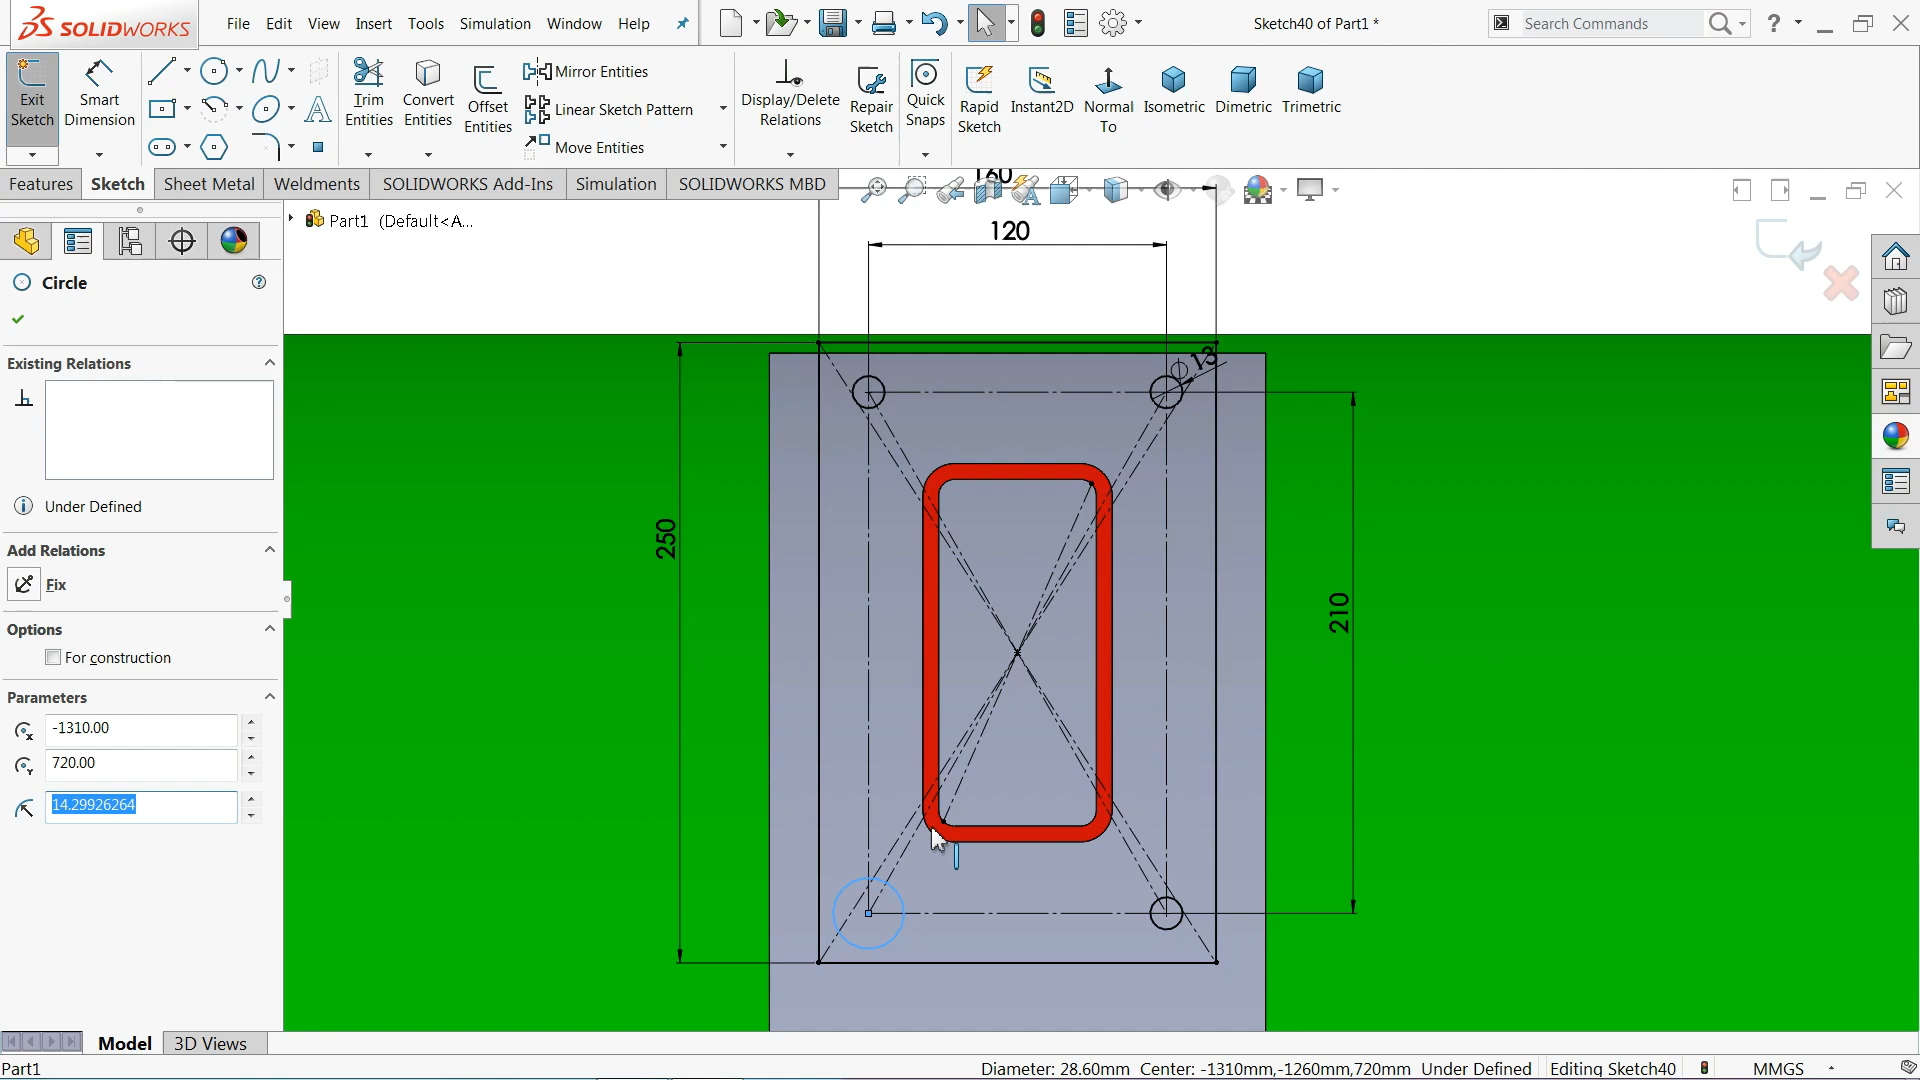 SOLIDWORKS
File Edit View Insert Tools Simulation Window Help
Sketch40 of Part1 *
Search Commands
Exit Sketch
Smart Dimension
Trim Entities
Convert Entities
Offset Entities
Mirror Entities
Linear Sketch Pattern
Move Entities
Display/Delete Relations
Repair Sketch
Quick Snaps
Rapid Sketch
Instant2D
Normal To
Isometric
Dimetric
Trimetric
Features Sketch Sheet Metal Weldments SOLIDWORKS Add-Ins Simulation SOLIDWORKS MBD
160
Part1 (Default<A...
120
Circle
Existing Relations
∅13
Under Defined
250
Add Relations
Fix
210
Options
For construction
Parameters
-1310.00
720.00
14.29926264
Model 3D Views
Part1 Diameter: 28.60mm Center: -1310mm,-1260mm,720mm Under Defined Editing Sketch40 MMGS